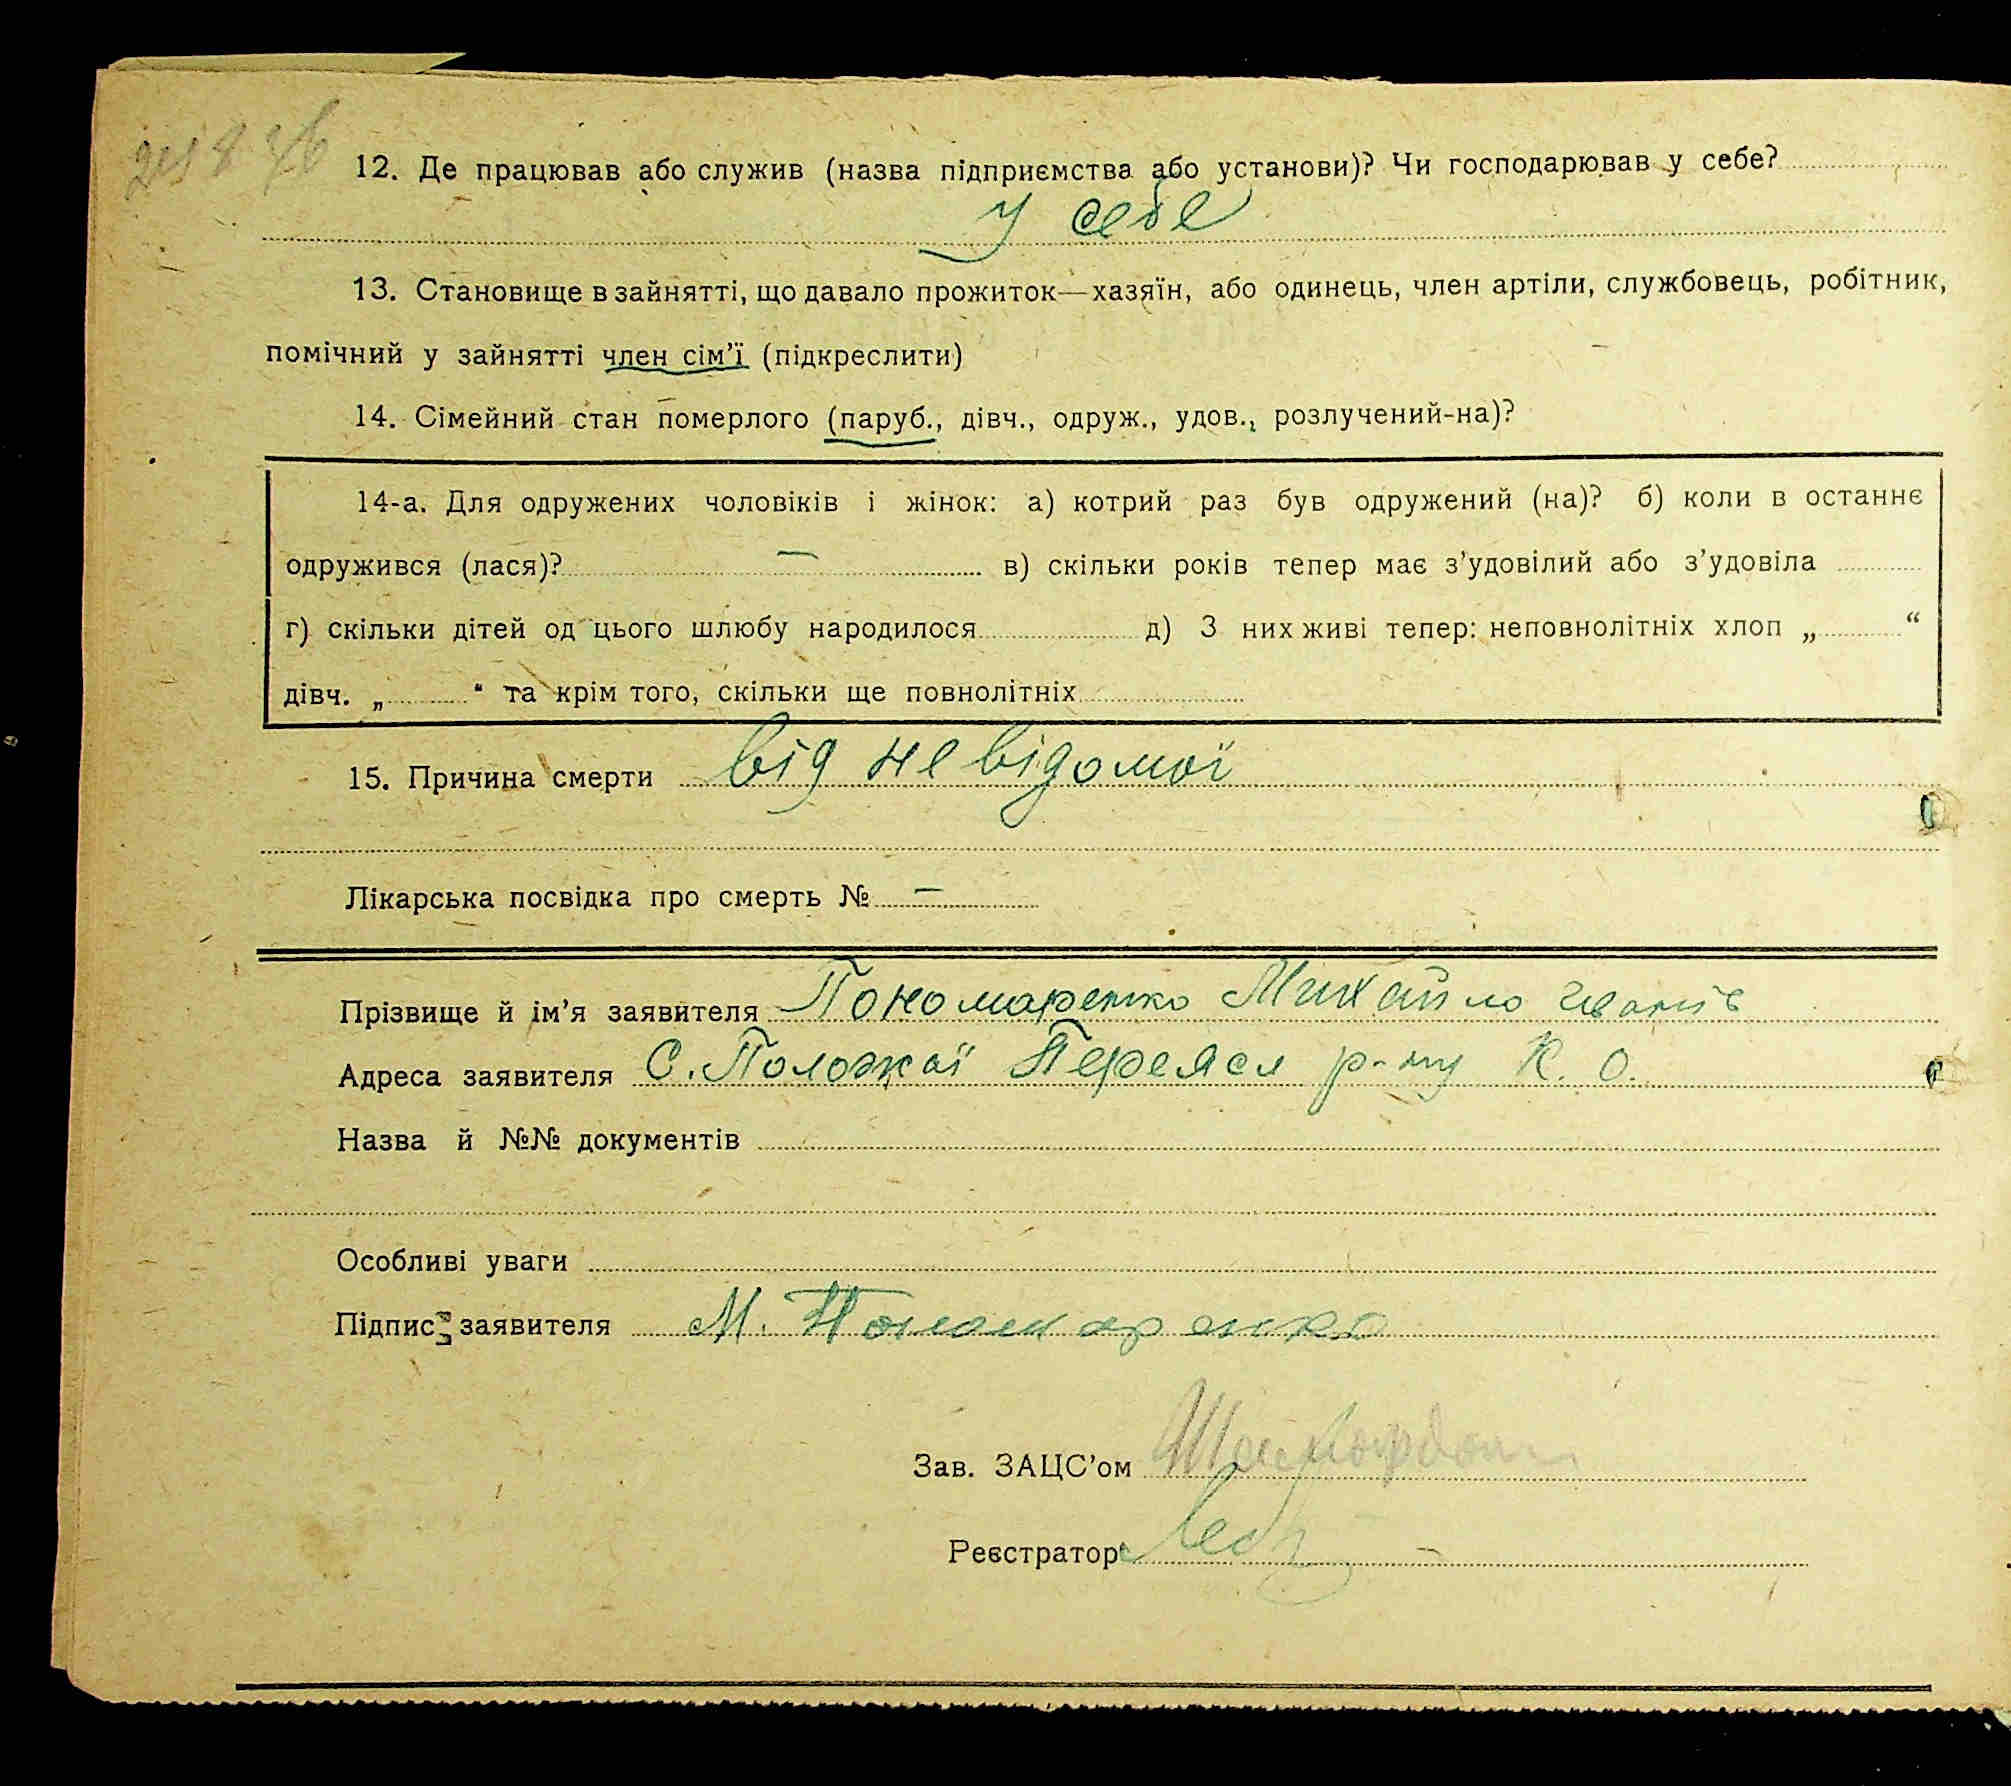 12. Де працював або служив (назва підприємства або установи)? Чи господарював у себе?
у себе
13. Становище в зайнятті, що давало прожиток—хазяїн, або одинець, член артіли, службовець, робітник,
помічний у зайнятті член сім’ї (підкреслити)
14. Сімейний стан померлого (паруб., дівч., одруж., удов., розлучений-на)?
14-а. Для одружених чоловіків і жінок: а) котрий раз був одружений (на)? б) коли в останнє
одружився (лася)? — в) скільки років тепер має з’удовілий або з’удовіла
г) скільки дітей од цього шлюбу народилося д) З них живі тепер: неповнолітніх хлоп „ “
дівч. „ “ та крім того, скільки ще повнолітніх
15. Причина смерти від невідомої
Лікарська посвідка про смерть № —
Прізвище й ім’я заявителя Пономаренко Михайло Іванів
Адреса заявителя С. Положаї Переясл р-ну К. О.
Назва й №№ документів
Особливі уваги
Підпис заявителя М. Пономаренко
Зав. ЗАЦС’ом
Реєстратор